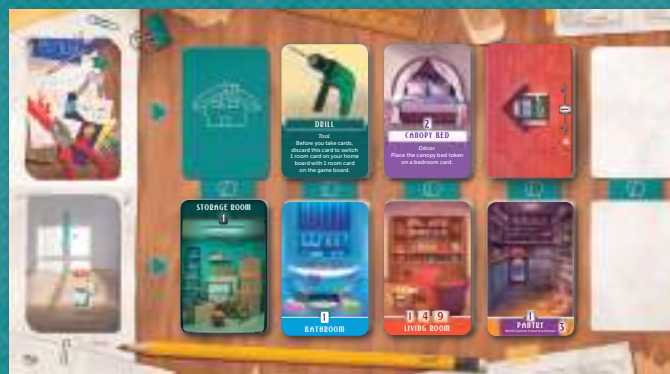 DRILL
Tool
Before you take cards,
discard this card to switch
1 room card on your home
board with 1 room card
on the game board.
2
CANOPY BED
Décos
Place the canopy bed token
on a bedroom card.
STORAGE ROOM
1
1
BATHROOM
1 4 9
LIVING ROOM
1
PANTRY
3